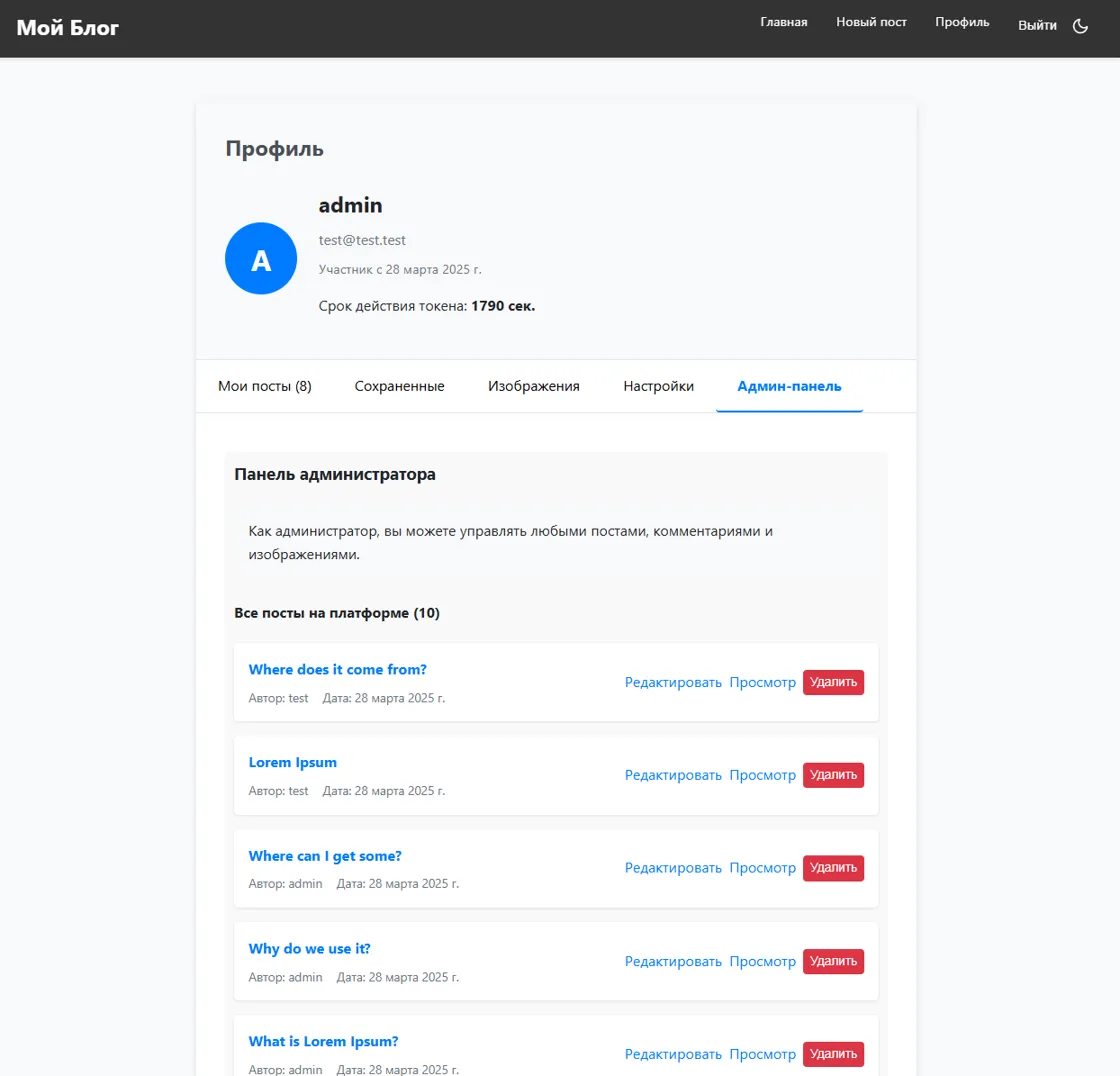 Мой Блог
Главная Новый пост Профиль Выйти
Профиль
A
admin
test@test.test
Участник с 28 марта 2025 г.
Срок действия токена: 1790 сек.
Мои посты (8) Сохраненные Изображения Настройки Админ-панель
Панель администратора
Как администратор, вы можете управлять любыми постами, комментариями и
изображениями.
Все посты на платформе (10)
Where does it come from?
Автор: test Дата: 28 марта 2025 г.
Редактировать Просмотр Удалить
Lorem Ipsum
Автор: test Дата: 28 марта 2025 г.
Редактировать Просмотр Удалить
Where can I get some?
Автор: admin Дата: 28 марта 2025 г.
Редактировать Просмотр Удалить
Why do we use it?
Автор: admin Дата: 28 марта 2025 г.
Редактировать Просмотр Удалить
What is Lorem Ipsum?
Автор: admin Дата: 28 марта 2025 г.
Редактировать Просмотр Удалить